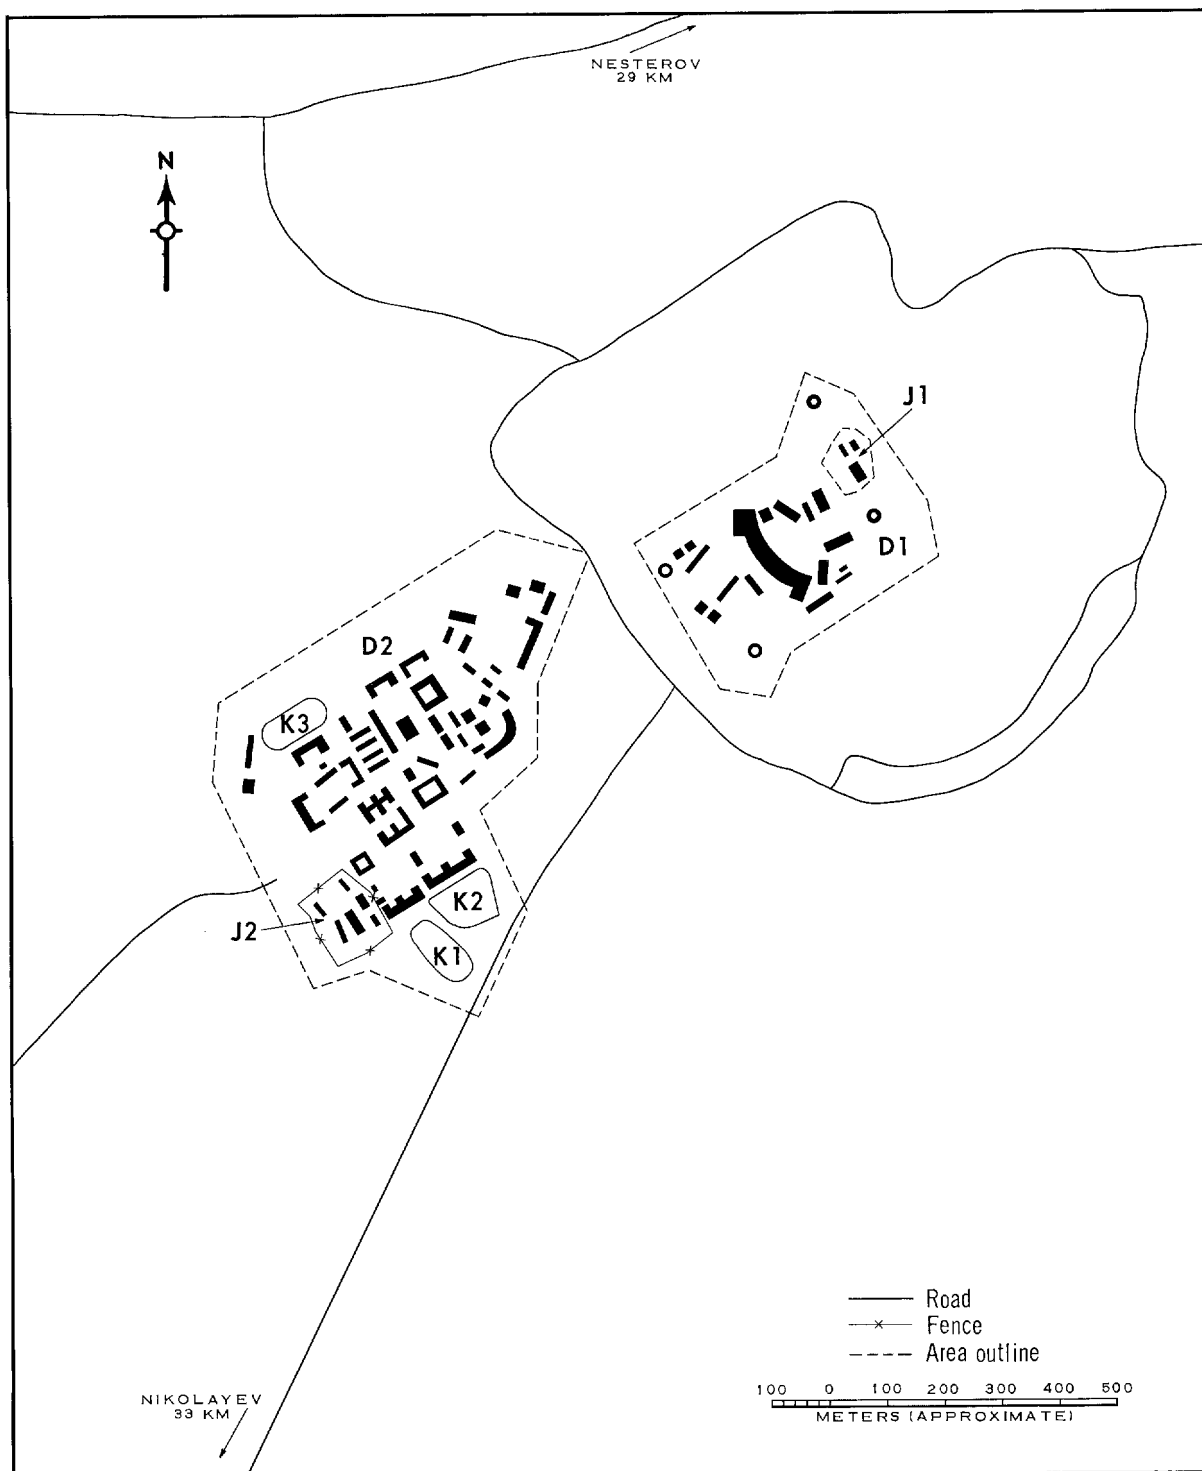 NESTEROV
29 KM
N
J1
D1
D2
K3
K2
J2
K1
Road
Fence
Area outline
100 0 100 200 300 400 500
METERS (APPROXIMATE)
NIKOLAYEV
33 KM